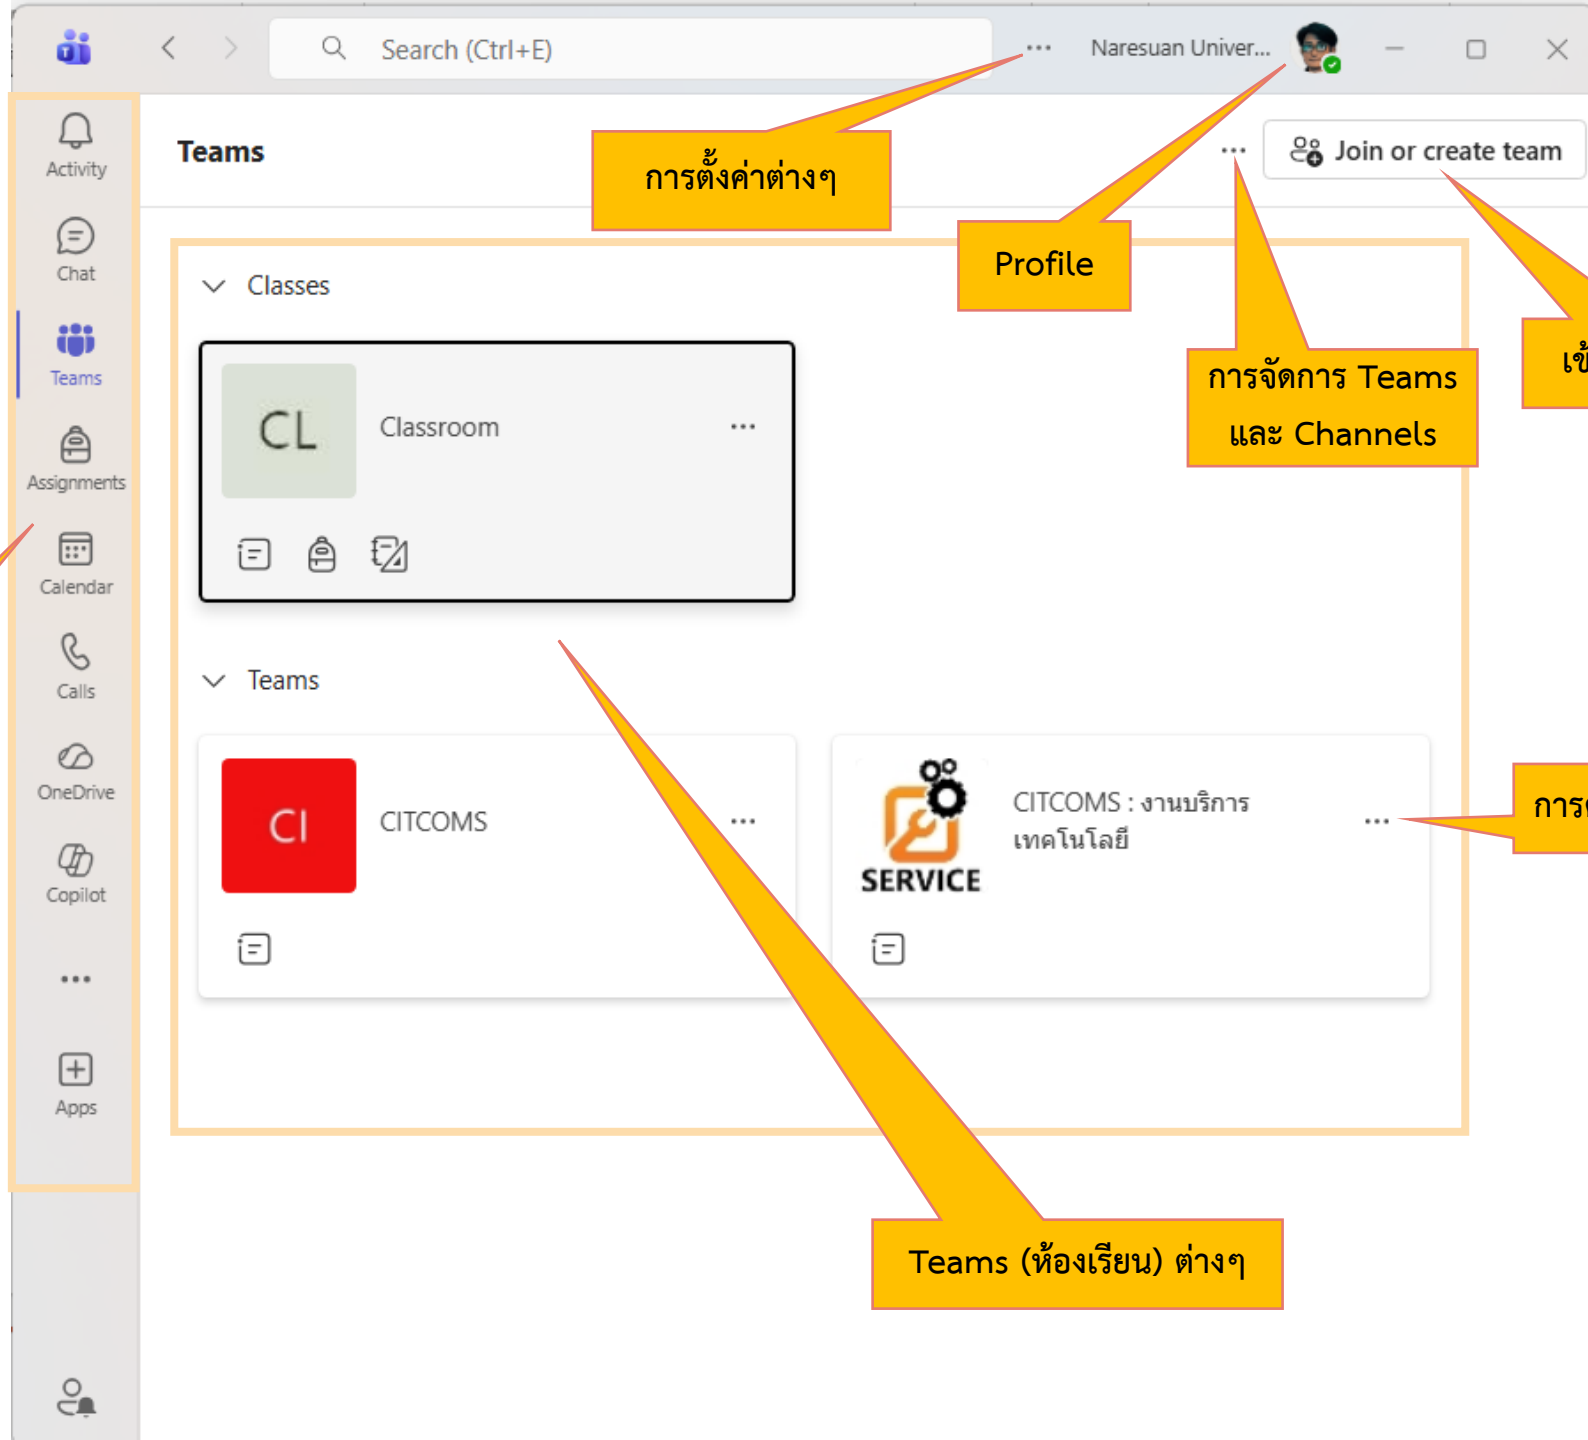 Search (Ctrl+E)
Naresuan Univer...
Activity
Teams
การตั้งค่าต่างๆ
Join or create team
Chat
Profile
Classes
Teams
การจัดการ Teams
และ Channels
CL
Classroom
Assignments
Calendar
Calls
Teams
OneDrive
CI
CITCOMS
SERVICE
CITCOMS : งานบริการ
เทคโนโลยี
Copilot
Apps
Teams (ห้องเรียน) ต่างๆ